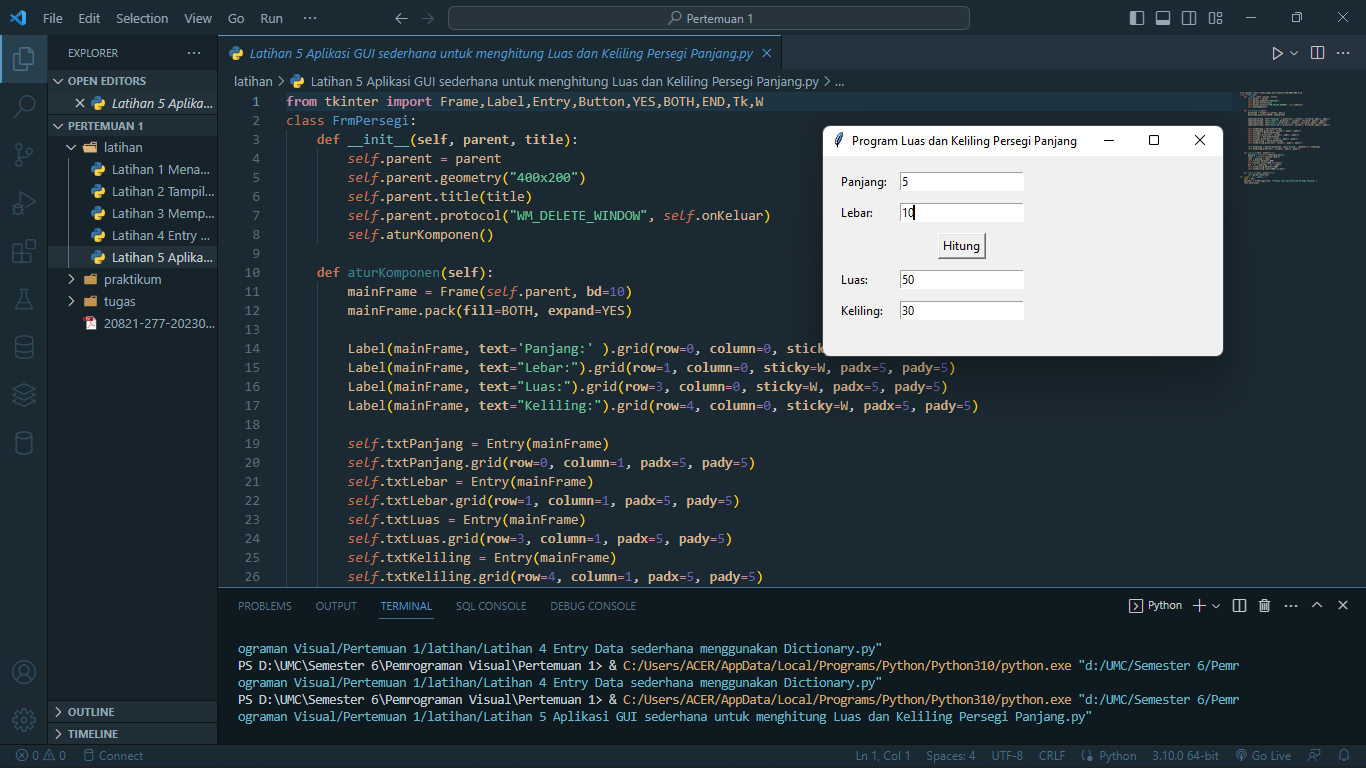 File Edit Selection View Go Run ···
Pertemuan 1
EXPLORER ···
OPEN EDITORS
Latihan 5 Aplika...
PERTEMUAN 1
latihan
Latihan 1 Mena...
Latihan 2 Tampil...
Latihan 3 Memp...
Latihan 4 Entry ...
Latihan 5 Aplika...
praktikum
tugas
20821-277-20230...
OUTLINE
TIMELINE
Latihan 5 Aplikasi GUI sederhana untuk menghitung Luas dan Keliling Persegi Panjang.py
latihan > Latihan 5 Aplikasi GUI sederhana untuk menghitung Luas dan Keliling Persegi Panjang.py > ...
1 from tkinter import Frame,Label,Entry,Button,YES,BOTH,END,Tk,W
2 class FrmPersegi:
3 def __init__(self, parent, title):
4 self.parent = parent
5 self.parent.geometry("400x200")
6 self.parent.title(title)
7 self.parent.protocol("WM_DELETE_WINDOW", self.onKeluar)
8 self.aturKomponen()
9
10 def aturKomponen(self):
11 mainFrame = Frame(self.parent, bd=10)
12 mainFrame.pack(fill=BOTH, expand=YES)
13
14 Label(mainFrame, text='Panjang:' ).grid(row=0, column=0, stick
15 Label(mainFrame, text="Lebar:").grid(row=1, column=0, sticky=W, padx=5, pady=5)
16 Label(mainFrame, text="Luas:").grid(row=3, column=0, sticky=W, padx=5, pady=5)
17 Label(mainFrame, text="Keliling:").grid(row=4, column=0, sticky=W, padx=5, pady=5)
18
19 self.txtPanjang = Entry(mainFrame)
20 self.txtPanjang.grid(row=0, column=1, padx=5, pady=5)
21 self.txtLebar = Entry(mainFrame)
22 self.txtLebar.grid(row=1, column=1, padx=5, pady=5)
23 self.txtLuas = Entry(mainFrame)
24 self.txtLuas.grid(row=3, column=1, padx=5, pady=5)
25 self.txtKeliling = Entry(mainFrame)
26 self.txtKeliling.grid(row=4, column=1, padx=5, pady=5)
Program Luas dan Keliling Persegi Panjang
Panjang: 5
Lebar: 10
Hitung
Luas: 50
Keliling: 30
PROBLEMS OUTPUT TERMINAL SQL CONSOLE DEBUG CONSOLE
Python
ograman Visual/Pertemuan 1/latihan/Latihan 4 Entry Data sederhana menggunakan Dictionary.py"
PS D:\UMC\Semester 6\Pemrograman Visual\Pertemuan 1> & C:/Users/ACER/AppData/Local/Programs/Python/Python310/python.exe "d:/UMC/Semester 6/Pemr
ograman Visual/Pertemuan 1/latihan/Latihan 4 Entry Data sederhana menggunakan Dictionary.py"
PS D:\UMC\Semester 6\Pemrograman Visual\Pertemuan 1> & C:/Users/ACER/AppData/Local/Programs/Python/Python310/python.exe "d:/UMC/Semester 6/Pemr
ograman Visual/Pertemuan 1/latihan/Latihan 5 Aplikasi GUI sederhana untuk menghitung Luas dan Keliling Persegi Panjang.py"
0 0 Connect Ln 1, Col 1 Spaces: 4 UTF-8 CRLF Python 3.10.0 64-bit Go Live